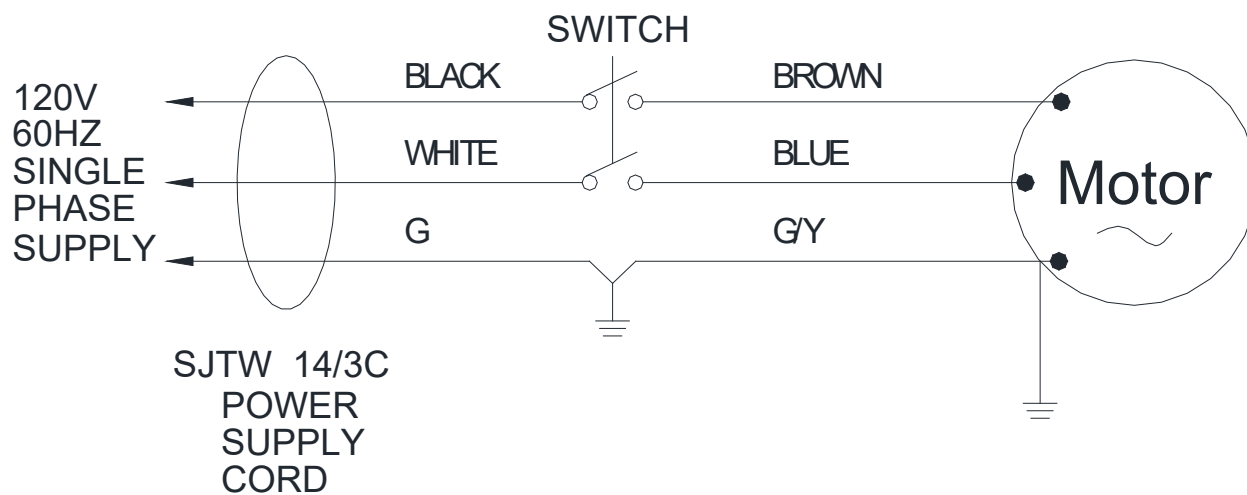 SWITCH
120V
60HZ
SINGLE
PHASE
SUPPLY
BLACK
BROWN
WHITE
BLUE
G
G/Y
Motor
SJTW 14/3C
POWER
SUPPLY
CORD